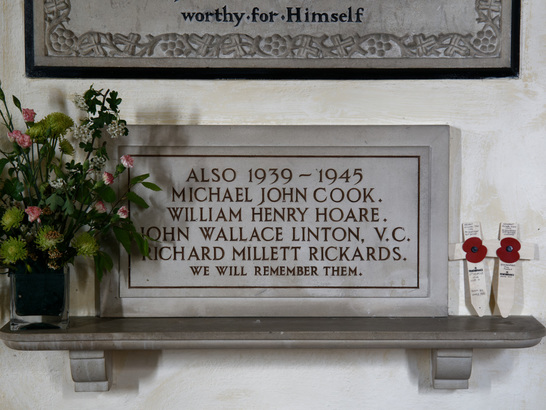 worthy·for·Himself
ALSO 1939 – 1945
MICHAEL JOHN COOK.
WILLIAM HENRY HOARE.
JOHN WALLACE LINTON, V.C.
RICHARD MILLETT RICKARDS.
WE WILL REMEMBER THEM.